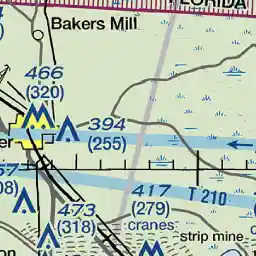 FLORIDA
Bakers Mill
466
(320)
394
(255)
T 210
417
(279)
cranes
473
(318)
strip mine